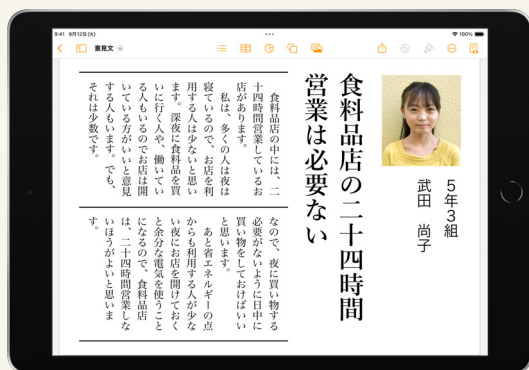 9:41 9月12日(火)
100%
意見文
5年3組
武田 尚子
食料品店の二十四時間
営業は必要ない
食料品店の中には、二
十四時間営業しているお
店があります。
私は、多くの人は夜は
寝ているので、お店を利
用する人は少ないと思い
ます。深夜に食料品を買
いに行く人や、働いてい
る人もいるのでお店は開
いている方がいいと意見
する人もいます。でも、
それは少数です。
なので、夜に買い物する
必要がないように日中に
買い物をしておけばいい
と思います。
あと省エネルギーの点
からも利用する人が少な
い夜にお店を開けておく
と余分な電気を使うこと
になるので、食料品店
は、二十四時間営業しな
いほうがよいと思いま
す。